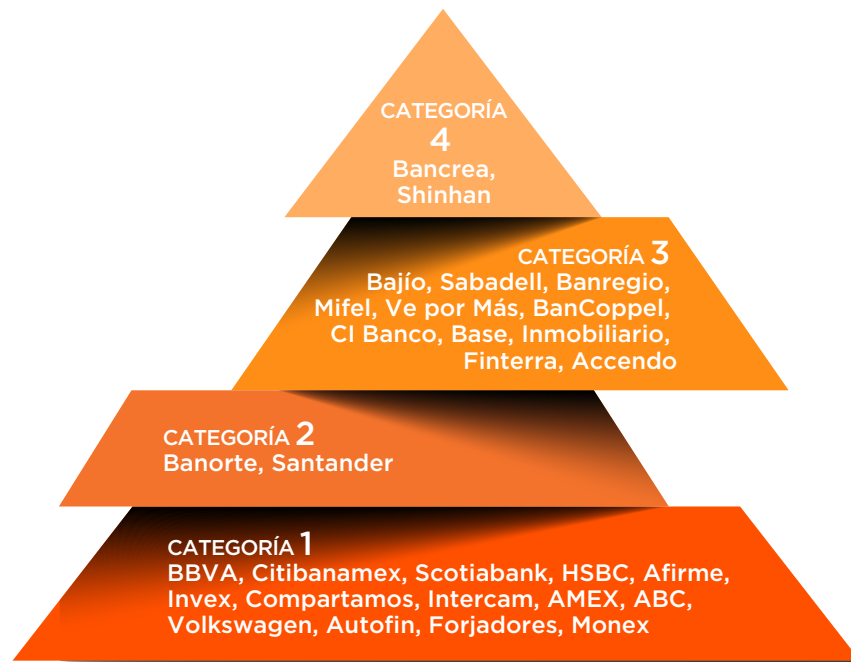 CATEGORÍA
4
Bancrea,
Shinhan
CATEGORÍA 3
Bajío, Sabadell, Banregio,
Mifel, Ve por Más, BanCoppel,
CI Banco, Base, Inmobiliario,
Finterra, Accendo
CATEGORÍA 2
Banorte, Santander
CATEGORÍA 1
BBVA, Citibanamex, Scotiabank, HSBC, Afirme,
Invex, Compartamos, Intercam, AMEX, ABC,
Volkswagen, Autofin, Forjadores, Monex